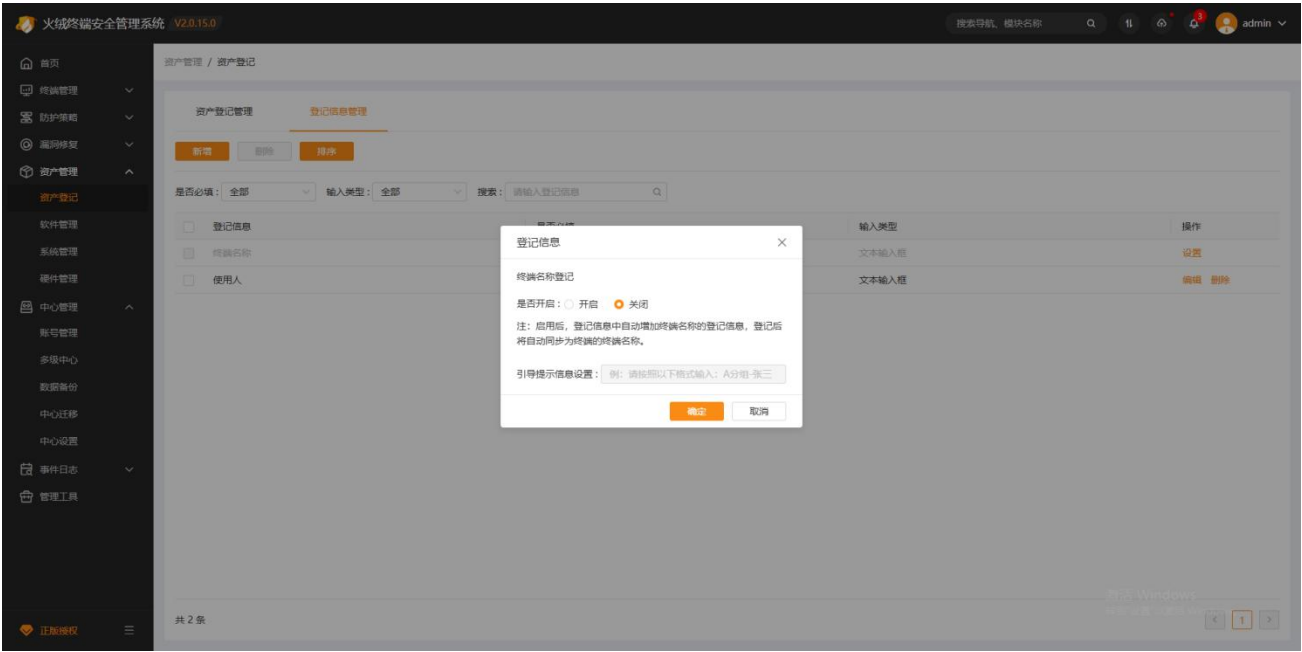 火绒终端安全管理系统 V2.0.15.0
搜索导航、模块名称
3
admin
首页
终端管理
防护策略
漏洞修复
资产管理
资产登记
软件管理
系统管理
硬件管理
中心管理
账号管理
多级中心
数据备份
中心迁移
中心设置
事件日志
管理工具
正版授权
资产管理 / 资产登记
资产登记管理 登记信息管理
新增 删除 排序
是否必填: 全部 输入类型: 全部 搜索: 请输入登记信息
登记信息 是否必填 输入类型 操作
终端名称 文本输入框 设置
使用人 文本输入框 编辑 删除
登记信息
终端名称登记
是否开启: 开启 关闭
注：启用后，登记信息中自动增加终端名称的登记信息，登记后
将自动同步为终端的终端名称。
引导提示信息设置: 例：请按照以下格式输入：A分组-张三
确定 取消
共 2 条
激活 Windows
1